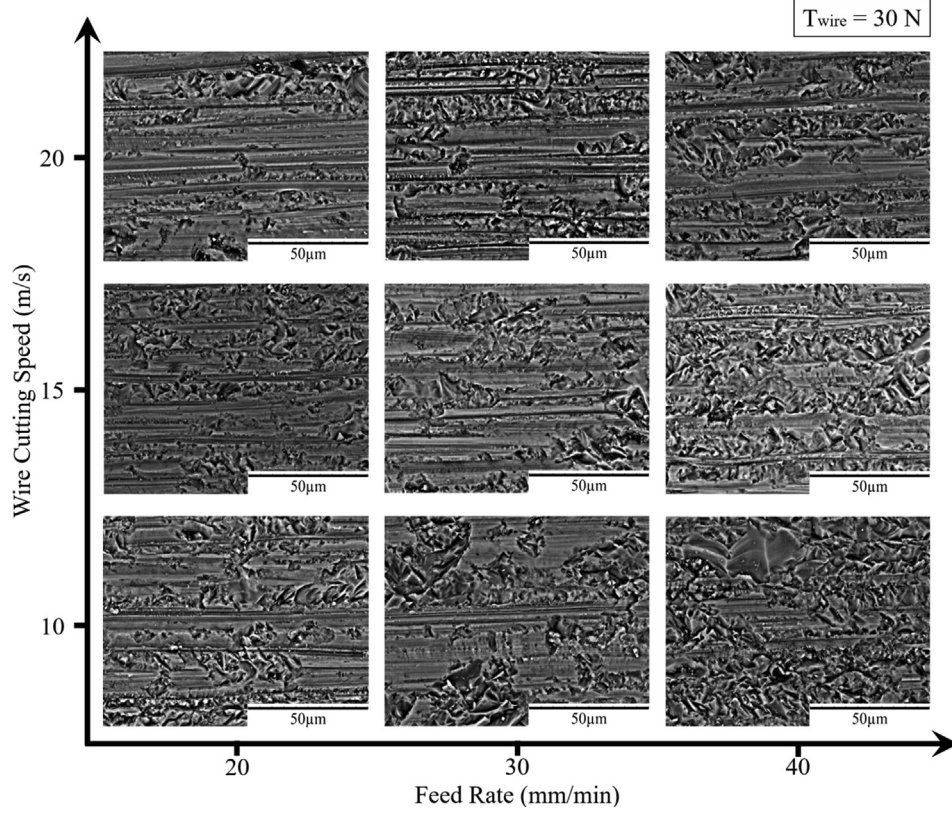 Twire = 30 N
Wire Cutting Speed (m/s)
20
50µm
50µm
50µm
15
50µm
50µm
50µm
10
50µm
50µm
50µm
20
30
40
Feed Rate (mm/min)